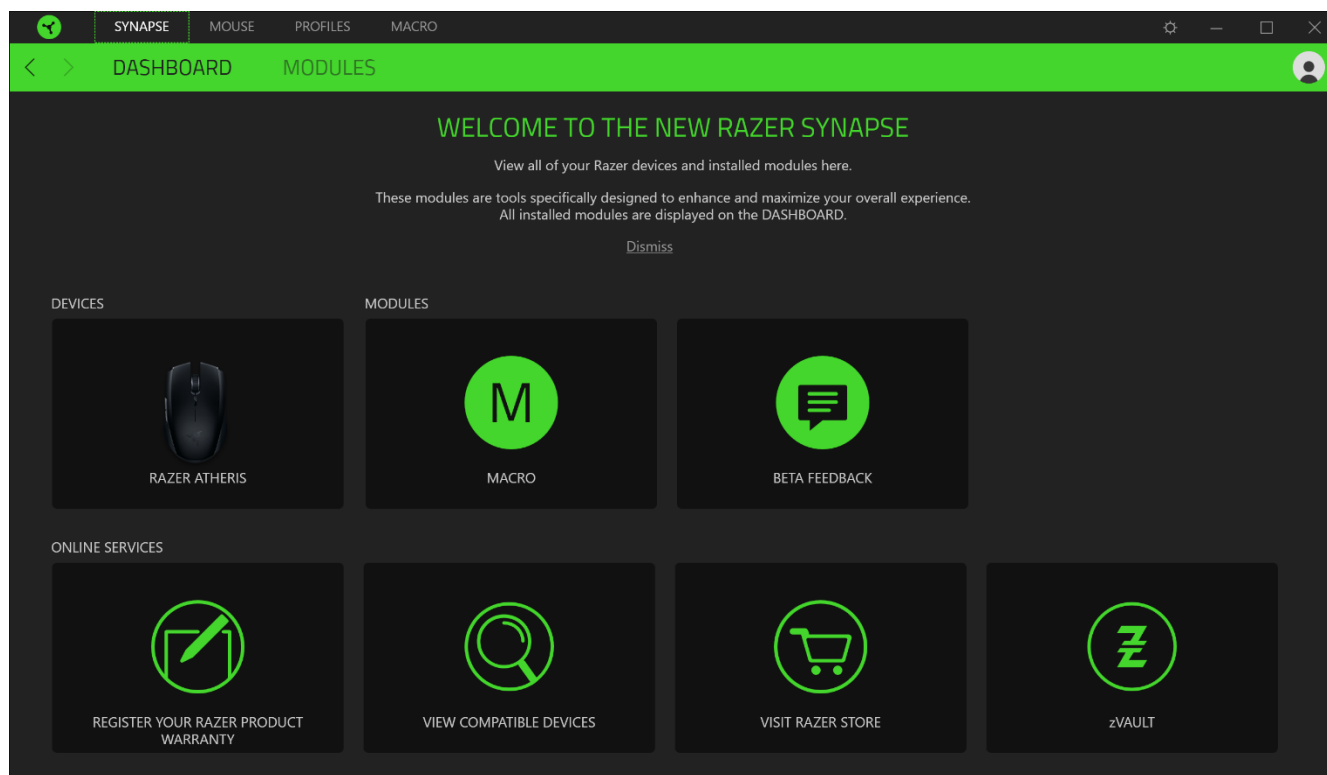 SYNAPSE MOUSE PROFILES MACRO
DASHBOARD MODULES
WELCOME TO THE NEW RAZER SYNAPSE
View all of your Razer devices and installed modules here.
These modules are tools specifically designed to enhance and maximize your overall experience.
All installed modules are displayed on the DASHBOARD.
Dismiss
DEVICES MODULES
M
RAZER ATHERIS MACRO BETA FEEDBACK
ONLINE SERVICES
REGISTER YOUR RAZER PRODUCT
WARRANTY
VIEW COMPATIBLE DEVICES
VISIT RAZER STORE
zVAULT